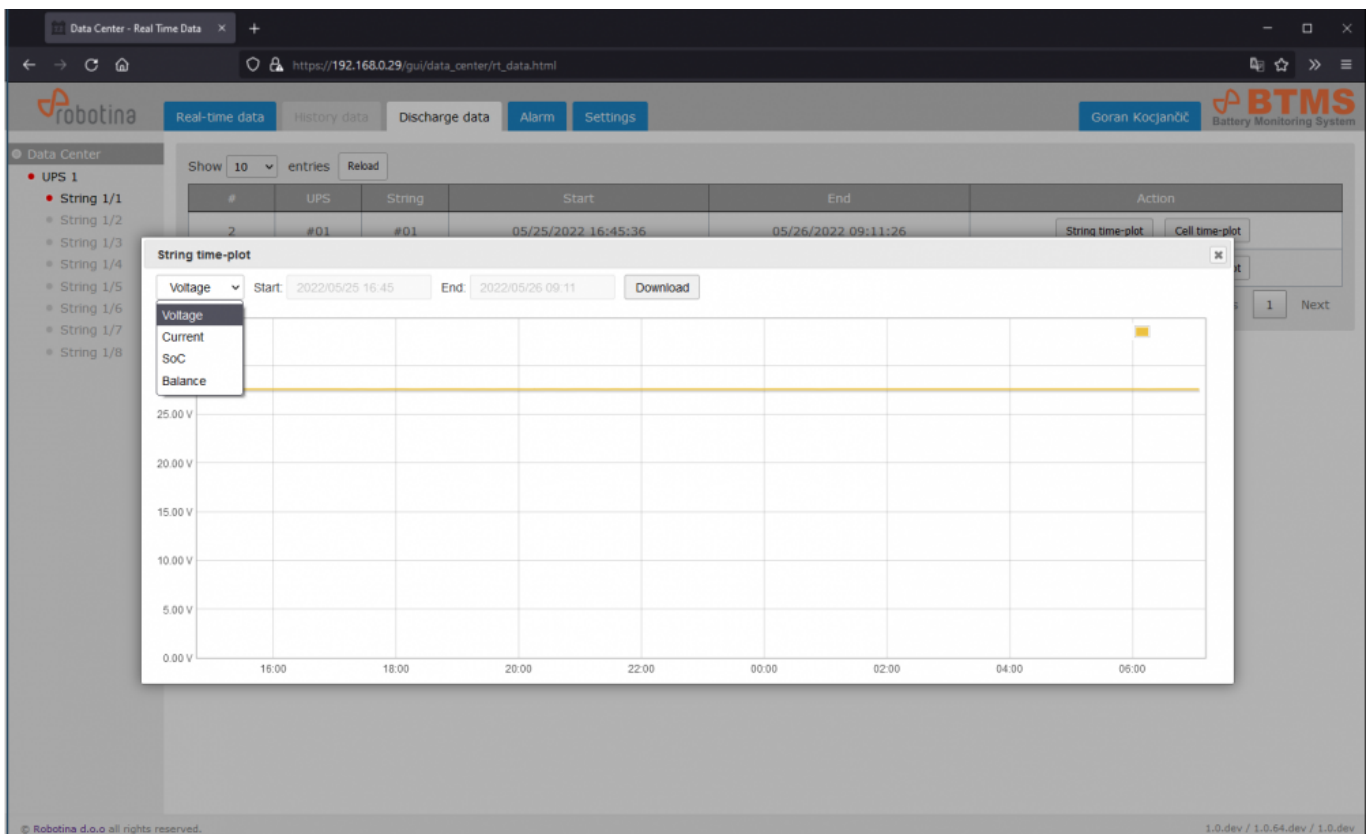 Data Center - Real Time Data
https://192.168.0.29/gui/data_center/rt_data.html
robotina
Real-time data History data Discharge data Alarm Settings
Goran Kocjančič
BTMS
Battery Monitoring System
Data Center
UPS 1
String 1/1
String 1/2
String 1/3
String 1/4
String 1/5
String 1/6
String 1/7
String 1/8
Show 10 entries Reload
# UPS String Start End Action
2 #01 #01 05/25/2022 16:45:36 05/26/2022 09:11:26 String time-plot Cell time-plot
1 Next
String time-plot
Voltage Start: 2022/05/25 16.45 End: 2022/05/26 09.11 Download
Voltage
Current
SoC
Balance
25.00 V
20.00 V
15.00 V
10.00 V
5.00 V
0.00 V
16:00 18:00 20:00 22:00 00:00 02:00 04:00 06:00
© Robotina d.o.o all rights reserved.
1.0.dev / 1.0.64.dev / 1.0.dev